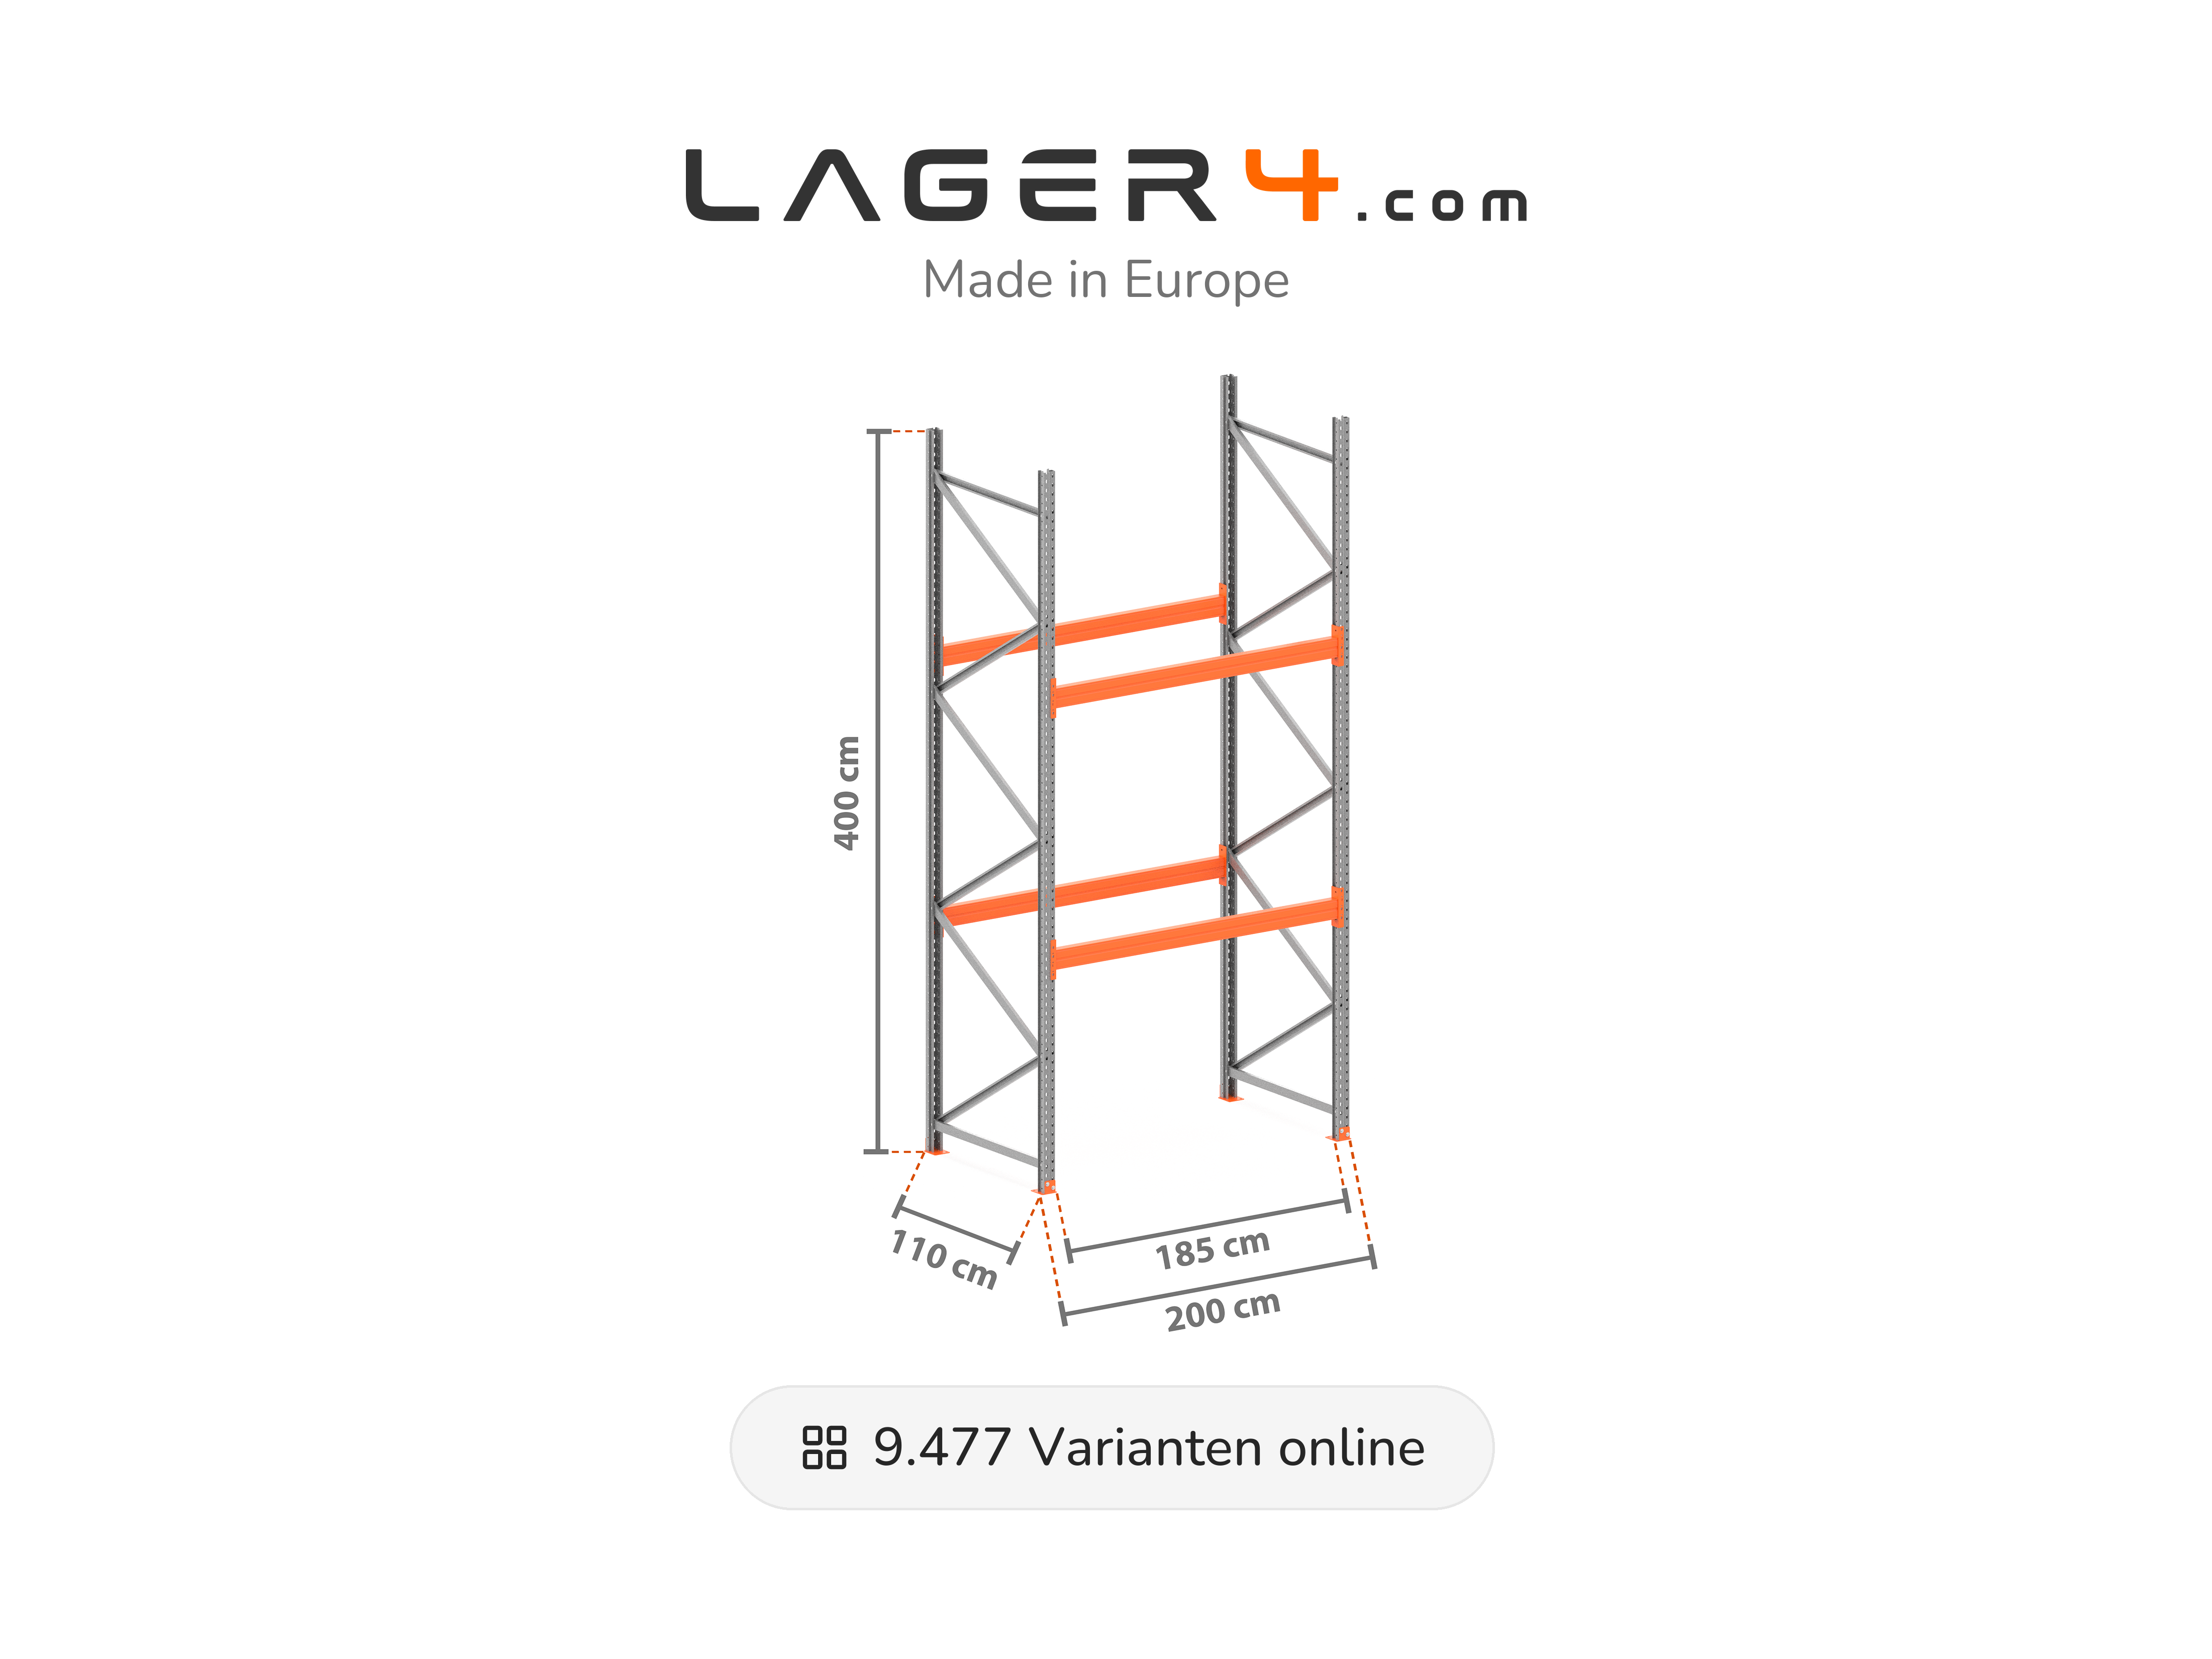 LAGER4.com
Made in Europe
400 cm
110 cm
185 cm
200 cm
9.477 Varianten online